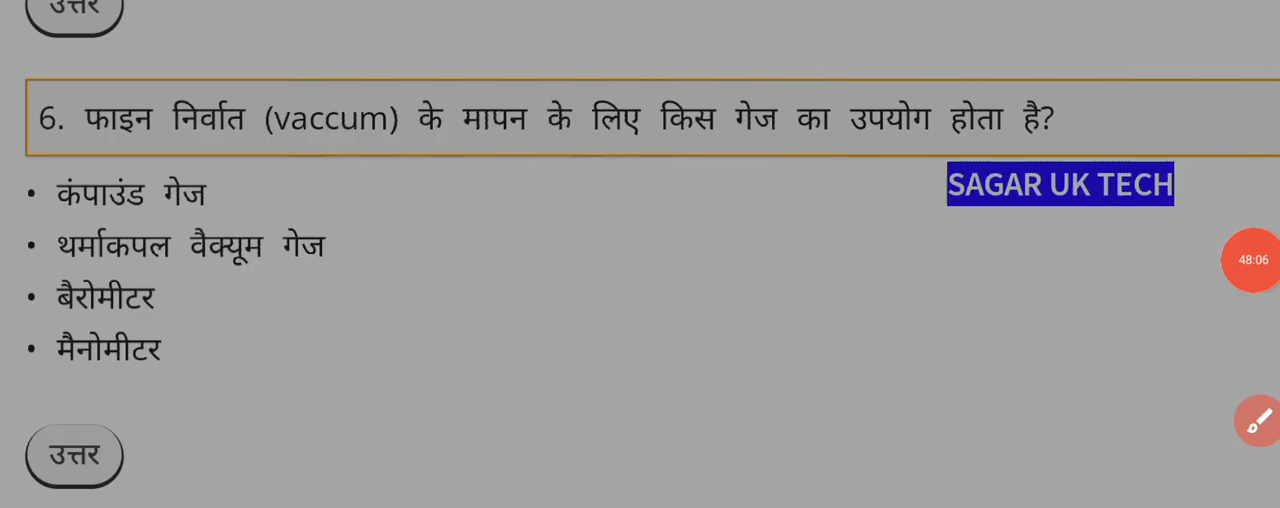 उत्तर
6. फाइन निर्वात (vaccum) के मापन के लिए किस गेज का उपयोग होता है?
SAGAR UK TECH
• कंपाउंड गेज
• थर्माकपल वैक्यूम गेज
48:06
• बैरोमीटर
• मैनोमीटर
उत्तर